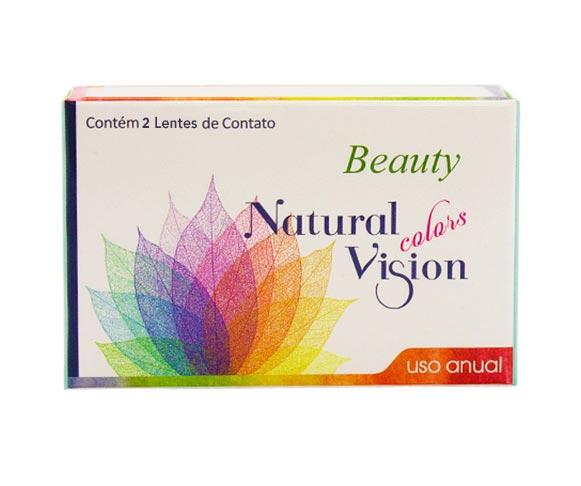 Contém 2 Lentes de Contato
Beauty
Natural
colors
Vision
uso anual